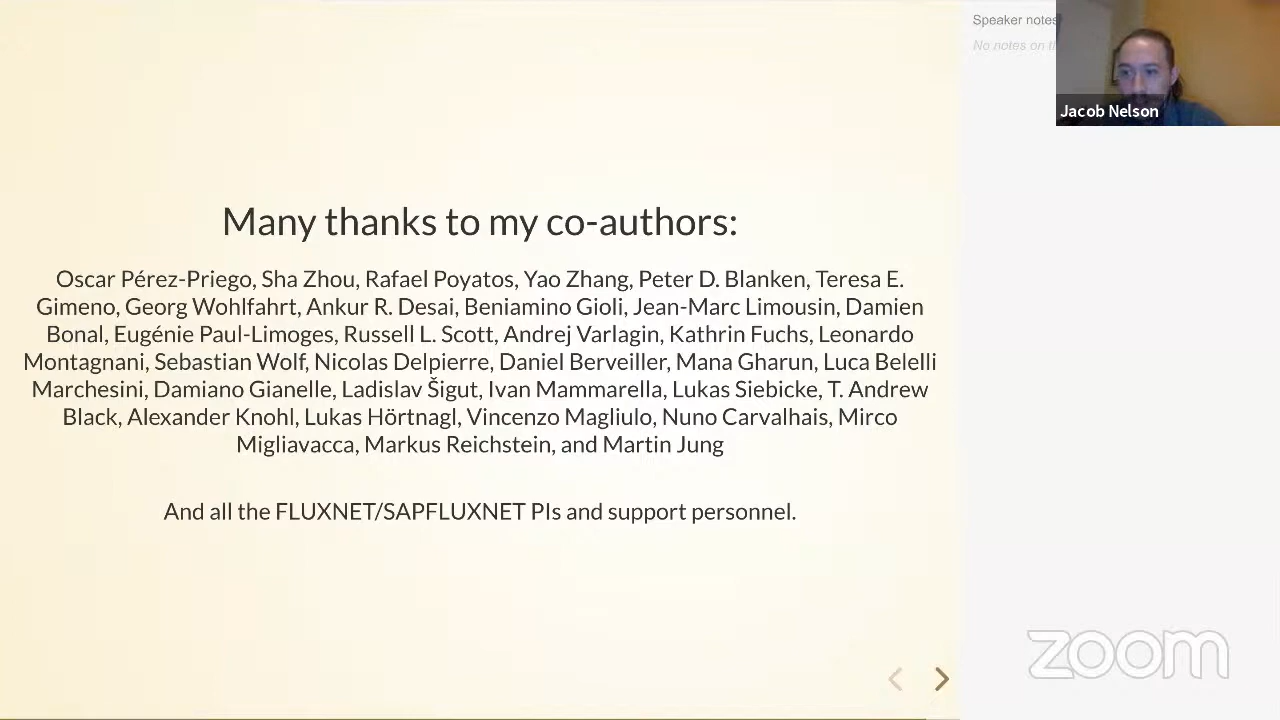 Speaker notes
No notes on th
Jacob Nelson
Many thanks to my co-authors:
Oscar Pérez-Priego, Sha Zhou, Rafael Poyatos, Yao Zhang, Peter D. Blanken, Teresa E.
Gimeno, Georg Wohlfahrt, Ankur R. Desai, Beniamino Gioli, Jean-Marc Limousin, Damien
Bonal, Eugénie Paul-Limoges, Russell L. Scott, Andrej Varlagin, Kathrin Fuchs, Leonardo
Montagnani, Sebastian Wolf, Nicolas Delpierre, Daniel Berveiller, Mana Gharun, Luca Belelli
Marchesini, Damiano Gianelle, Ladislav Šigut, Ivan Mammarella, Lukas Siebicke, T. Andrew
Black, Alexander Knohl, Lukas Hörtnagl, Vincenzo Magliulo, Nuno Carvalhais, Mirco
Migliavacca, Markus Reichstein, and Martin Jung
And all the FLUXNET/SAPFLUXNET PIs and support personnel.
zoom